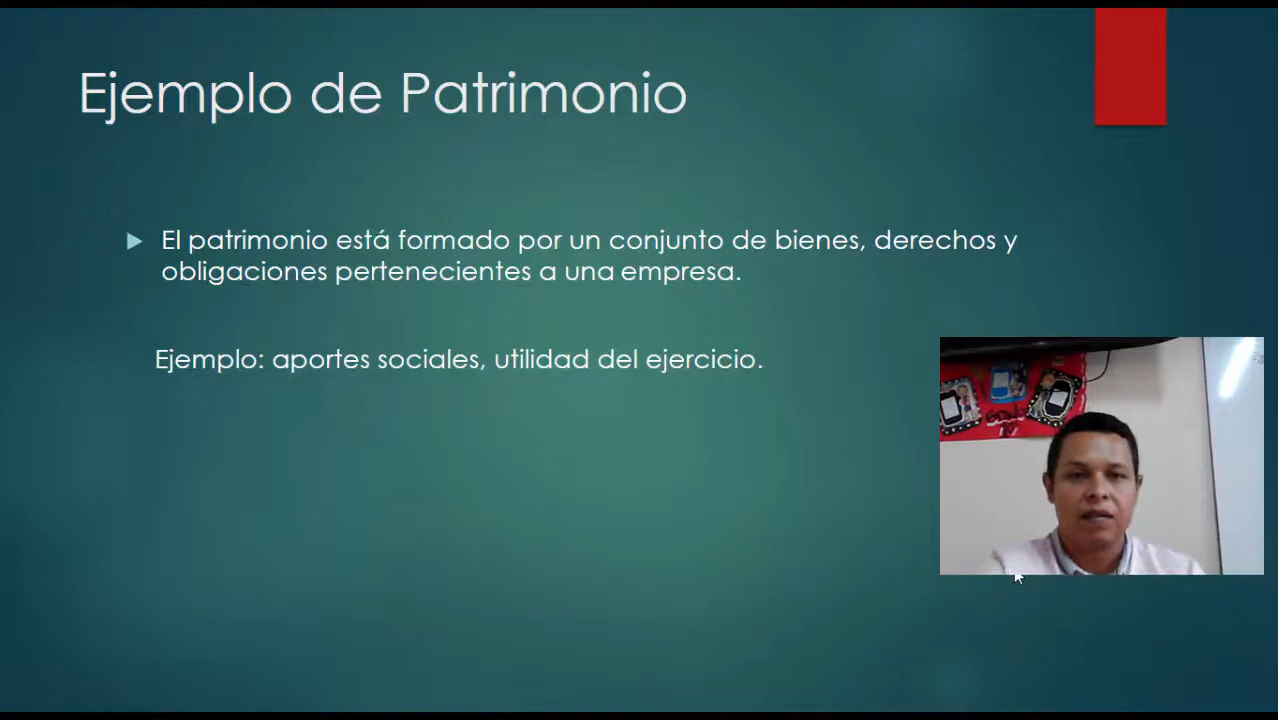 Ejemplo de Patrimonio
El patrimonio está formado por un conjunto de bienes, derechos y
obligaciones pertenecientes a una empresa.
Ejemplo: aportes sociales, utilidad del ejercicio.